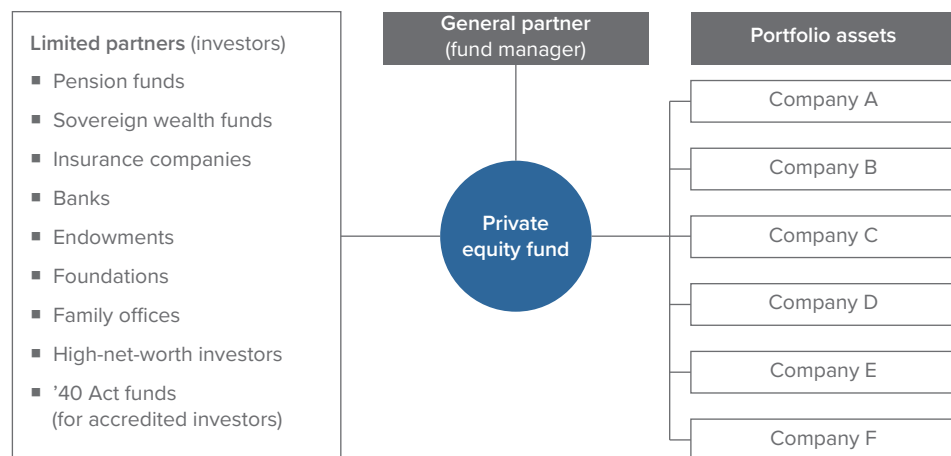 Limited partners (investors)
▪ Pension funds
▪ Sovereign wealth funds
▪ Insurance companies
▪ Banks
▪ Endowments
▪ Foundations
▪ Family offices
▪ High-net-worth investors
▪ ’40 Act funds
(for accredited investors)
General partner
(fund manager)
Private
equity fund
Portfolio assets
Company A
Company B
Company C
Company D
Company E
Company F